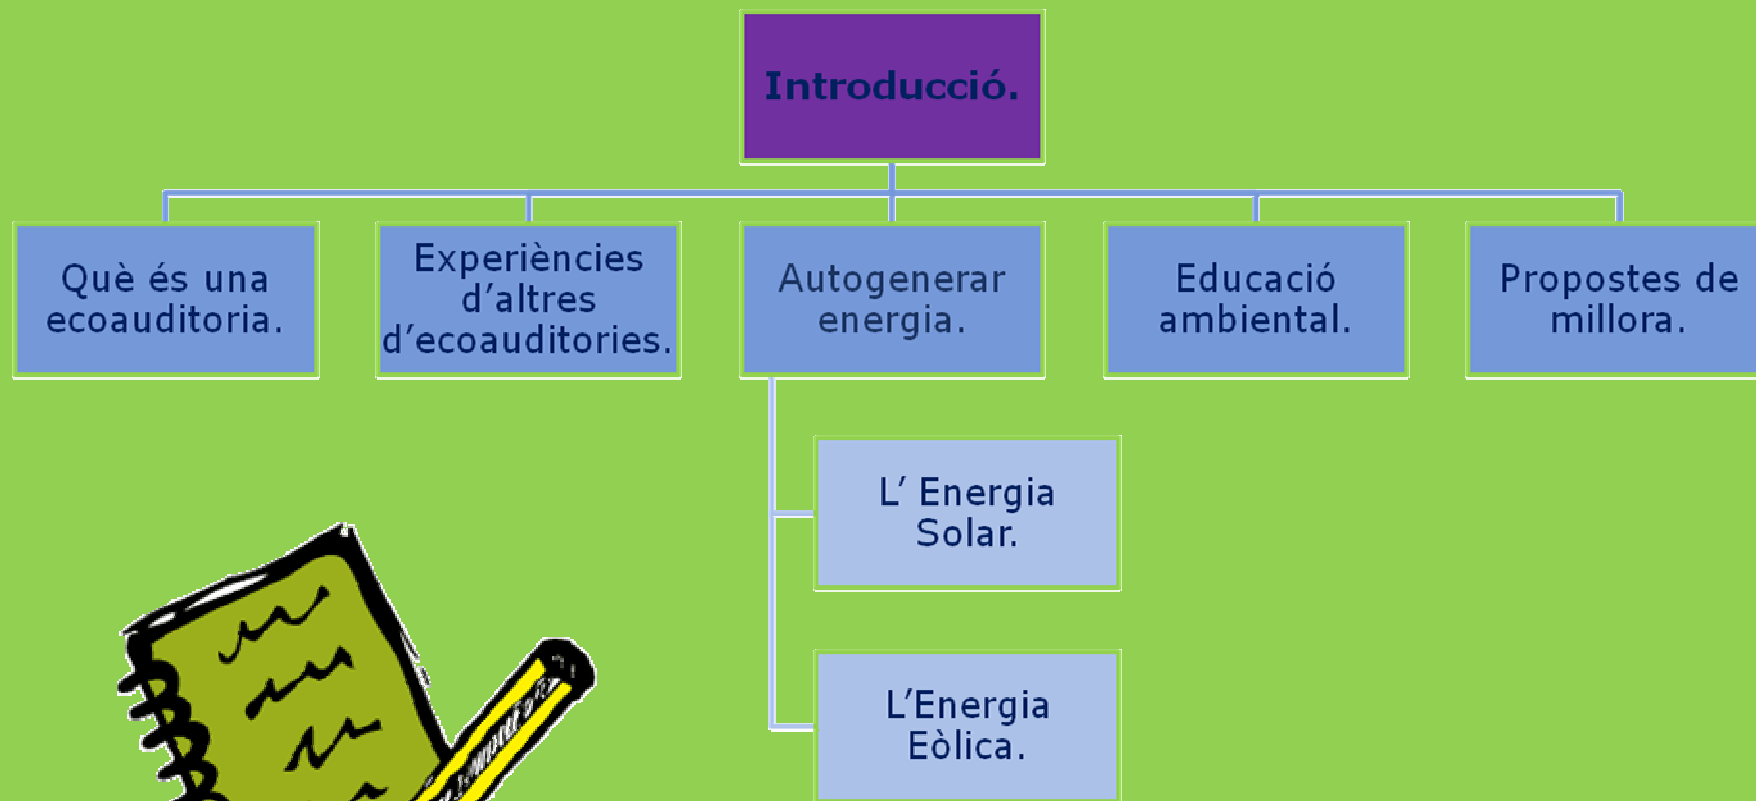 Introducció.
Què és una
ecoauditoria.
Experiències
d’altres
d’ecoauditories.
Autogenerar
energia.
Educació
ambiental.
Propostes de
millora.
L’ Energia
Solar.
L’Energia
Eòlica.